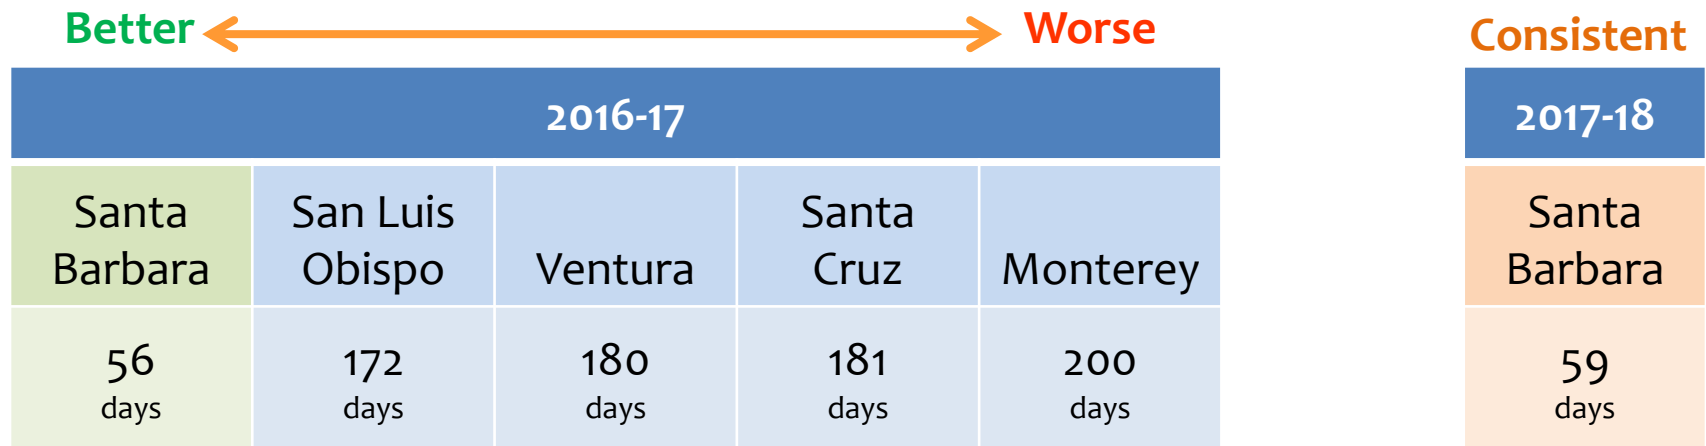 Better Worse Consistent
2016-17 2017-18
Santa Barbara San Luis Obispo Ventura Santa Cruz Monterey Santa Barbara
56 days 172 days 180 days 181 days 200 days 59 days